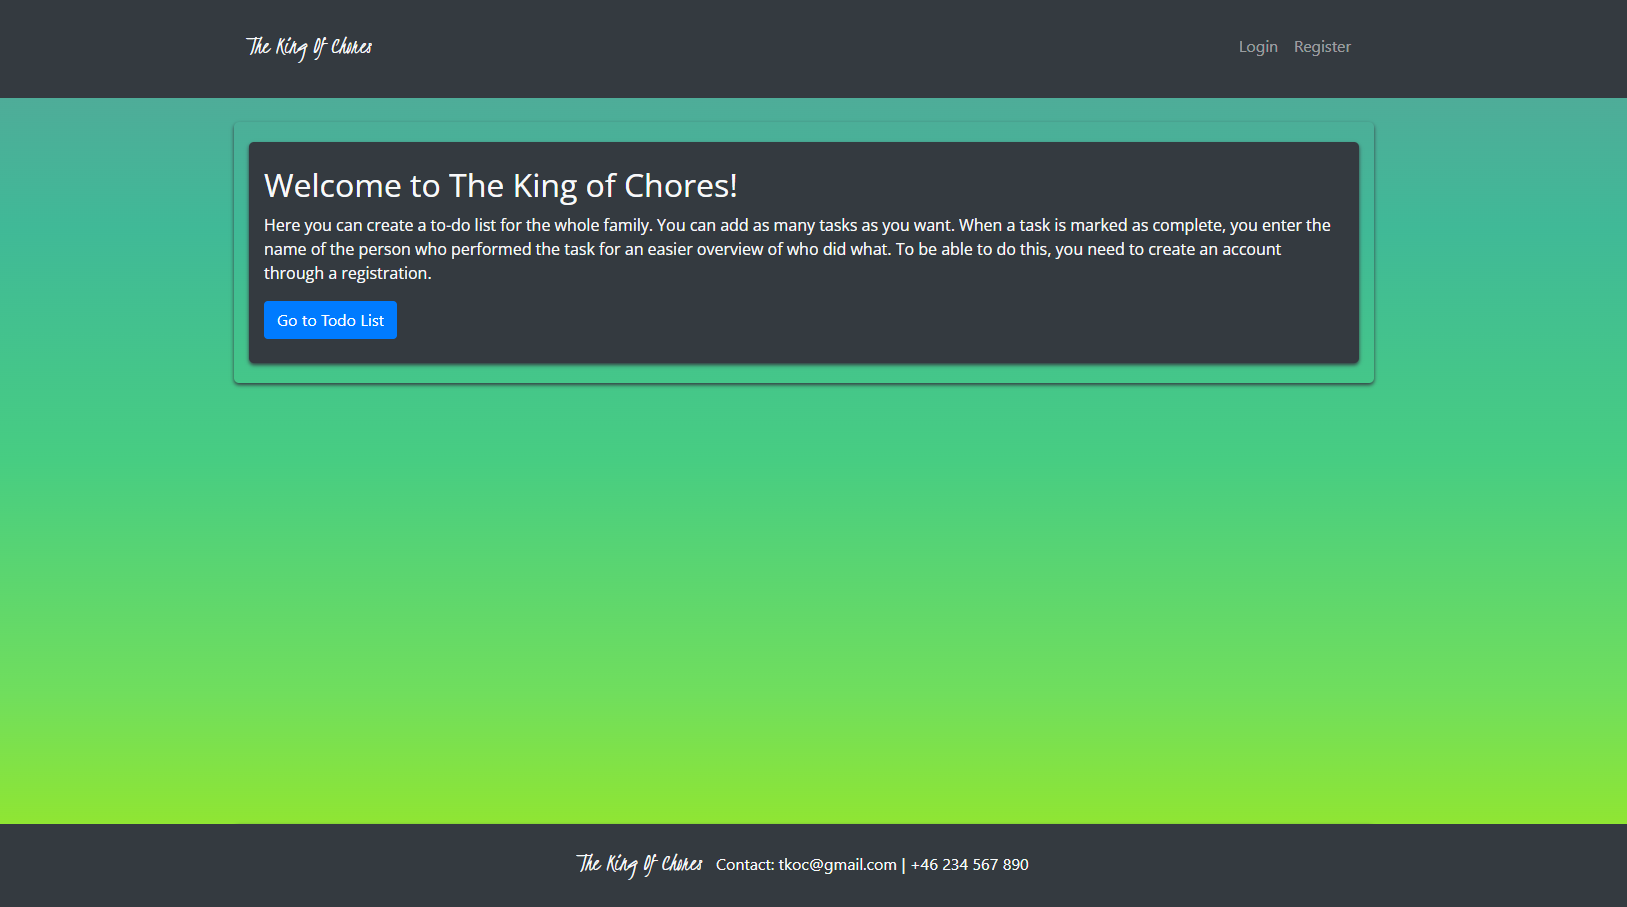 The King Of Chores
Login Register
Welcome to The King of Chores!
Here you can create a to-do list for the whole family. You can add as many tasks as you want. When a task is marked as complete, you enter the
name of the person who performed the task for an easier overview of who did what. To be able to do this, you need to create an account
through a registration.
Go to Todo List
The King Of Chores Contact: tkoc@gmail.com | +46 234 567 890